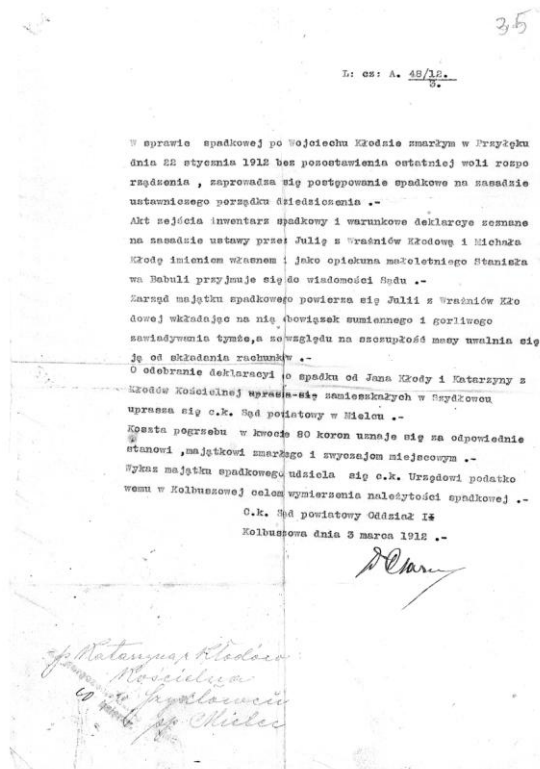 35
L: cz: A. 48/12.
3.
W sprawie spadkowej po Wojciechu Kłodzie zmarłym w Przyłęku
dnia 22 stycznia 1912 bez pozostawienia ostatniej woli rozpo
rządzenia , zaprowadza się postępowanie spadkowe na zasadzie
ustawniczego porządku dziedziczenia .-
Akt zejścia inwentarz spadkowy i warunkowe deklarcye zeznane
na zasadzie ustawy przez Julię z Wraźniów Kłodową i Michała
Kłodę imieniem własnem i jako opiekuna małoletniego Stanisła
wa Babuli przyjmuje się do wiadomości Sądu .-
Zarząd majątku spadkowego powierza się Julii z Wraźniów Kło
dowej wkładając na nię obowiązek sumiennego i gorliwego
zawiadywania tymże,a ze względu na szczupłość masy uwalnia się
ję od składania rachunków .-
O odebranie deklaracyi do spadku od Jana Kłody i Katarzyny z
Kłodów Kościelnej uprasza się zamieszkałych w Szydłowcu
uprasza się c.k. Sąd powiatowy w Mielcu .-
Koszta pogrzebu w kwocie 80 koron uznaje się za odpowiednie
stanowi ,majątkowi zmarłego i zwyczajom miejscowym .-
Wykaz majątku spadkowego udziela się c.k. Urzędowi podatko
wemu w Kolbuszowej celem wymierzenia należytości spadkowej .-
C.k. Sąd powiatowy Oddział I
Kolbuszowa dnia 3 marca 1912 .-
Katarzyna z Kłodów
Kościelna
Szydłowcu
Mielec